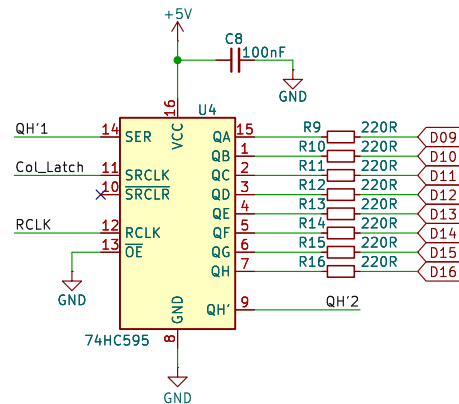 +5V
C8
100nF
GND
16
U4
VCC
QH'1 14 SER QA 15 R9 220R D09
QB 1 R10 220R D10
Col_Latch 11 SRCLK QC 2 R11 220R D11
10 SRCLR QD 3 R12 220R D12
QE 4 R13 220R D13
RCLK 12 RCLK QF 5 R14 220R D14
13 OE QG 6 R15 220R D15
QH 7 R16 220R D16
GND
GND QH' 9 QH'2
74HC595 8
GND